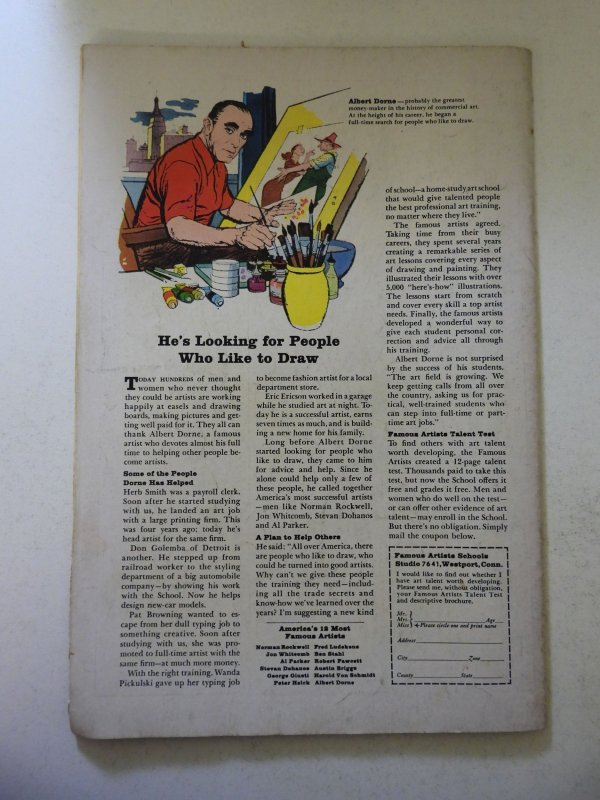 Albert Dorne—probably the greatest
money-maker in the history of commercial art.
At the height of his career, he began a
full-time search for people who like to draw.
He's Looking for People
Who Like to Draw
TODAY HUNDREDS of men and
women who never thought
they could be artists are working
happily at easels and drawing
boards, making pictures and get-
ting well paid for it. They all can
thank Albert Dorne, a famous
artist who devotes almost his full
time to helping other people be-
come artists.
Some of the People
Dorne Has Helped
Herb Smith was a payroll clerk.
Soon after he started studying
with us, he landed an art job
with a large printing firm. This
was four years ago; today he's
head artist for the same firm.
Don Golemba of Detroit is
another. He stepped up from
railroad worker to the styling
department of a big automobile
company—by showing his work
with the School. Now he helps
design new-car models.
Pat Browning wanted to es-
cape from her dull typing job to
something creative. Soon after
studying with us, she was pro-
moted to full-time artist with the
same firm—at much more money.
With the right training, Wanda
Pickulski gave up her typing job
to become fashion artist for a local
department store.
Eric Ericson worked in a garage
while he studied art at night. To-
day he is a successful artist, earns
seven times as much, and is build-
ing a new home for his family.
Long before Albert Dorne
started looking for people who
like to draw, they came to him
for advice and help. Since he
alone could help only a few of
these people, he called together
America's most successful artists
—men like Norman Rockwell,
Jon Whitcomb, Stevan Dohanos
and Al Parker.
A Plan to Help Others
He said: "All over America, there
are people who like to draw, who
could be turned into good artists.
Why can't we give these people
the training they need—includ-
ing all the trade secrets and
know-how we've learned over the
years? I'm suggesting a new kind
America's 12 Most
Famous Artists
Norman Rockwell Fred Ludekens
Jon Whitcomb Ben Stahl
Al Parker Robert Fawcett
Stevan Dohanos Austin Briggs
George Giusti Harold Von Schmidt
Peter Helck Albert Dorne
of school—a home-study art school
that would give talented people
the best professional art training,
no matter where they live."
The famous artists agreed.
Taking time from their busy
careers, they spent several years
creating a remarkable series of
art lessons covering every aspect
of drawing and painting. They
illustrated their lessons with over
5,000 "here's-how" illustrations.
The lessons start from scratch
and cover every skill a top artist
needs. Finally, the famous artists
developed a wonderful way to
give each student personal cor-
rection and advice all through
his training.
Albert Dorne is not surprised
by the success of his students.
"The art field is growing. We
keep getting calls from all over
the country, asking us for prac-
tical, well-trained students who
can step into full-time or part-
time art jobs."
Famous Artists Talent Test
To find others with art talent
worth developing, the Famous
Artists created a 12-page talent
test. Thousands paid to take this
test, but now the School offers it
free and grades it free. Men and
women who do well on the test—
or can offer other evidence of art
talent—may enroll in the School.
But there's no obligation. Simply
mail the coupon below.
Famous Artists Schools
Studio 7641, Westport, Conn.
I would like to find out whether I
have art talent worth developing.
Please send me, without obligation,
your Famous Artists Talent Test
and descriptive brochure.
Mr.
Mrs. Age
Miss Please circle one and print name
Address
City Zone
County State